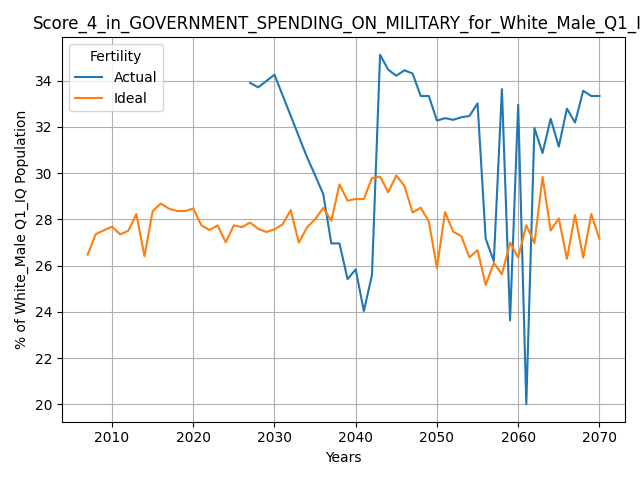 Score_4_in_GOVERNMENT_SPENDING_ON_MILITARY_for_White_Male_Q1_I
Fertility
Actual
Ideal
% of White_Male Q1_IQ Population
34
32
30
28
26
24
22
20
2010 2020 2030 2040 2050 2060 2070
Years